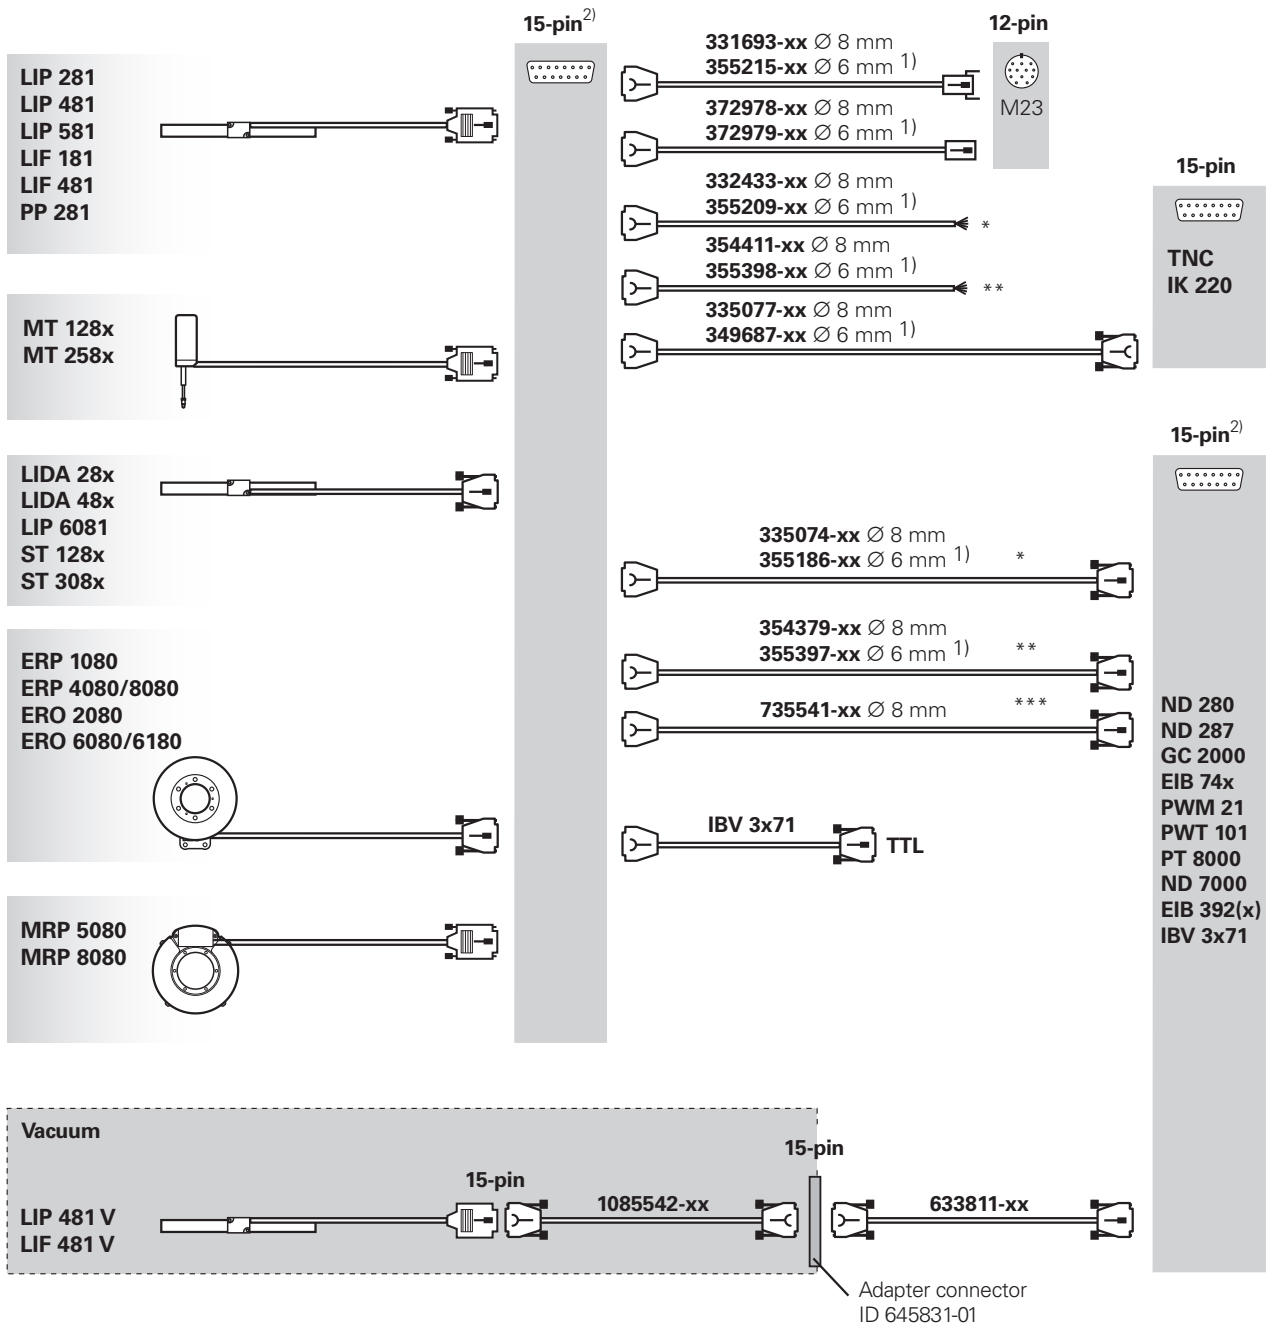 15-pin2)
12-pin
LIP 281
LIP 481
LIP 581
LIF 181
LIF 481
PP 281
331693-xx Ø 8 mm
355215-xx Ø 6 mm 1)
M23
372978-xx Ø 8 mm
372979-xx Ø 6 mm 1)
332433-xx Ø 8 mm
355209-xx Ø 6 mm 1)
*
354411-xx Ø 8 mm
355398-xx Ø 6 mm 1)
**
335077-xx Ø 8 mm
349687-xx Ø 6 mm 1)
15-pin
TNC
IK 220
MT 128x
MT 258x
15-pin2)
LIDA 28x
LIDA 48x
LIP 6081
ST 128x
ST 308x
335074-xx Ø 8 mm
355186-xx Ø 6 mm 1) *
354379-xx Ø 8 mm
355397-xx Ø 6 mm 1) **
735541-xx Ø 8 mm ***
ERP 1080
ERP 4080/8080
ERO 2080
ERO 6080/6180
IBV 3x71
TTL
ND 280
ND 287
GC 2000
EIB 74x
PWM 21
PWT 101
PT 8000
ND 7000
EIB 392(x)
IBV 3x71
MRP 5080
MRP 8080
Vacuum
15-pin
15-pin
LIP 481 V
LIF 481 V
1085542-xx
633811-xx
Adapter connector
ID 645831-01